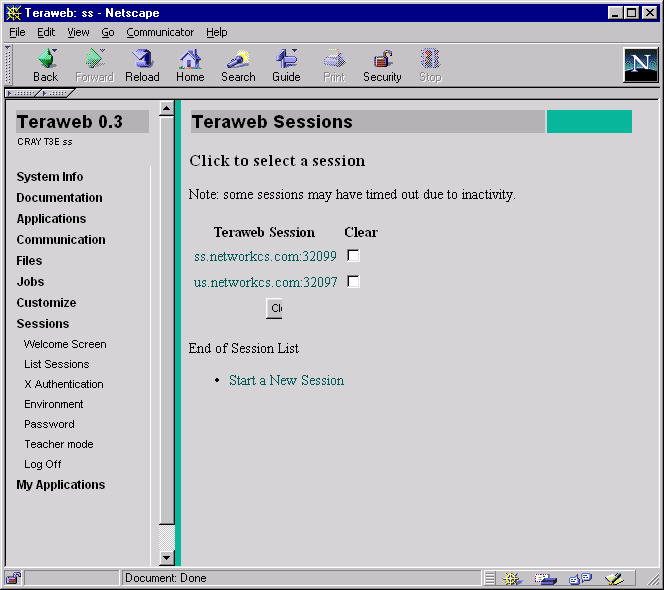 Teraweb: ss - Netscape
File Edit View Go Communicator Help
Back Forward Reload Home Search Guide Print Security Stop
N
Teraweb 0.3
CRAY T3E ss
System Info
Documentation
Applications
Communication
Files
Jobs
Customize
Sessions
Welcome Screen
List Sessions
X Authentication
Environment
Password
Teacher mode
Log Off
My Applications
Teraweb Sessions
Click to select a session
Note: some sessions may have timed out due to inactivity.
Teraweb Session Clear
ss.networkcs.com:32099
us.networkcs.com:32097
Cl
End of Session List
• Start a New Session
Document: Done